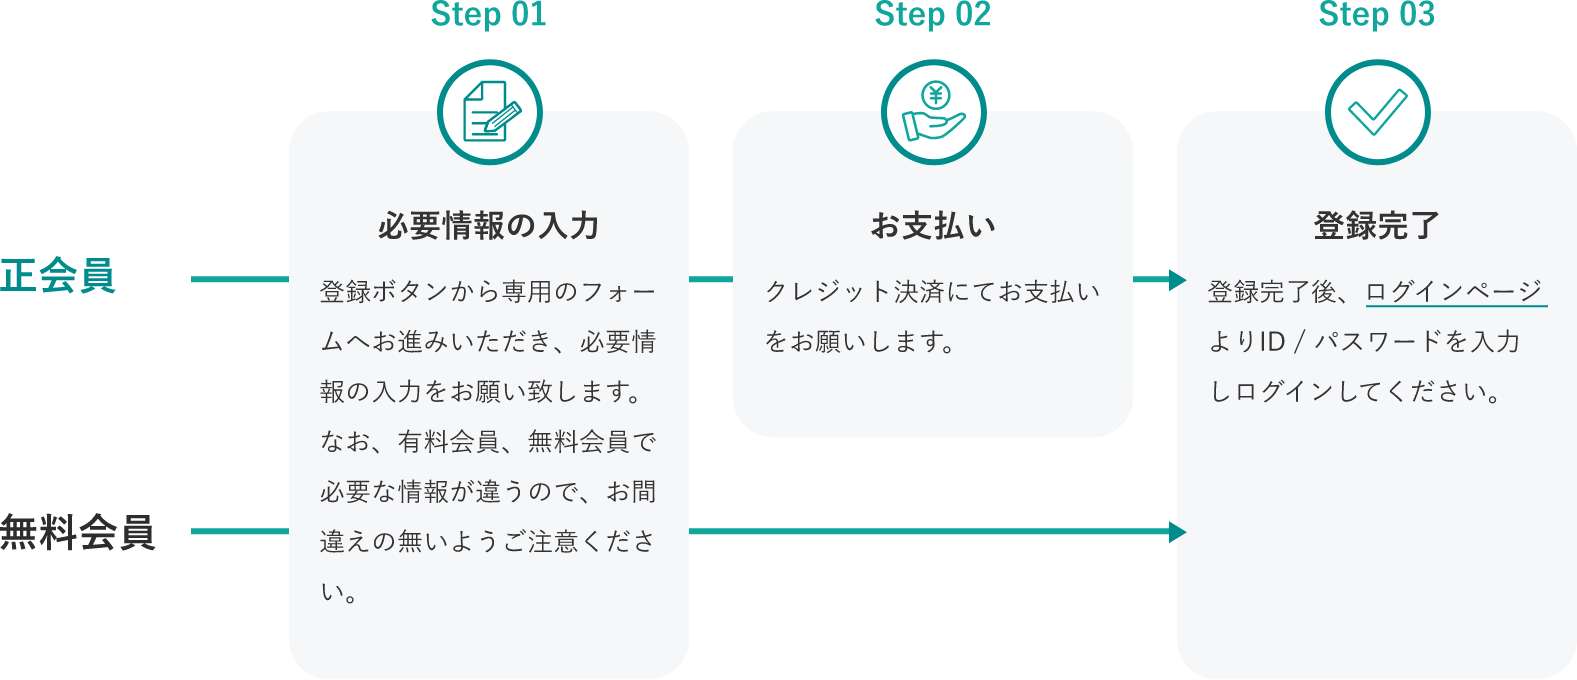 Step 01
Step 02
Step 03
必要情報の入力
登録ボタンから専用のフォー
ムへお進みいただき、必要情
報の入力をお願い致します。
なお、有料会員、無料会員で
必要な情報が違うので、お間
違えの無いようご注意くださ
い。
お支払い
クレジット決済にてお支払い
をお願いします。
登録完了
登録完了後、ログインページ
よりID / パスワードを入力
しログインしてください。
正会員
無料会員